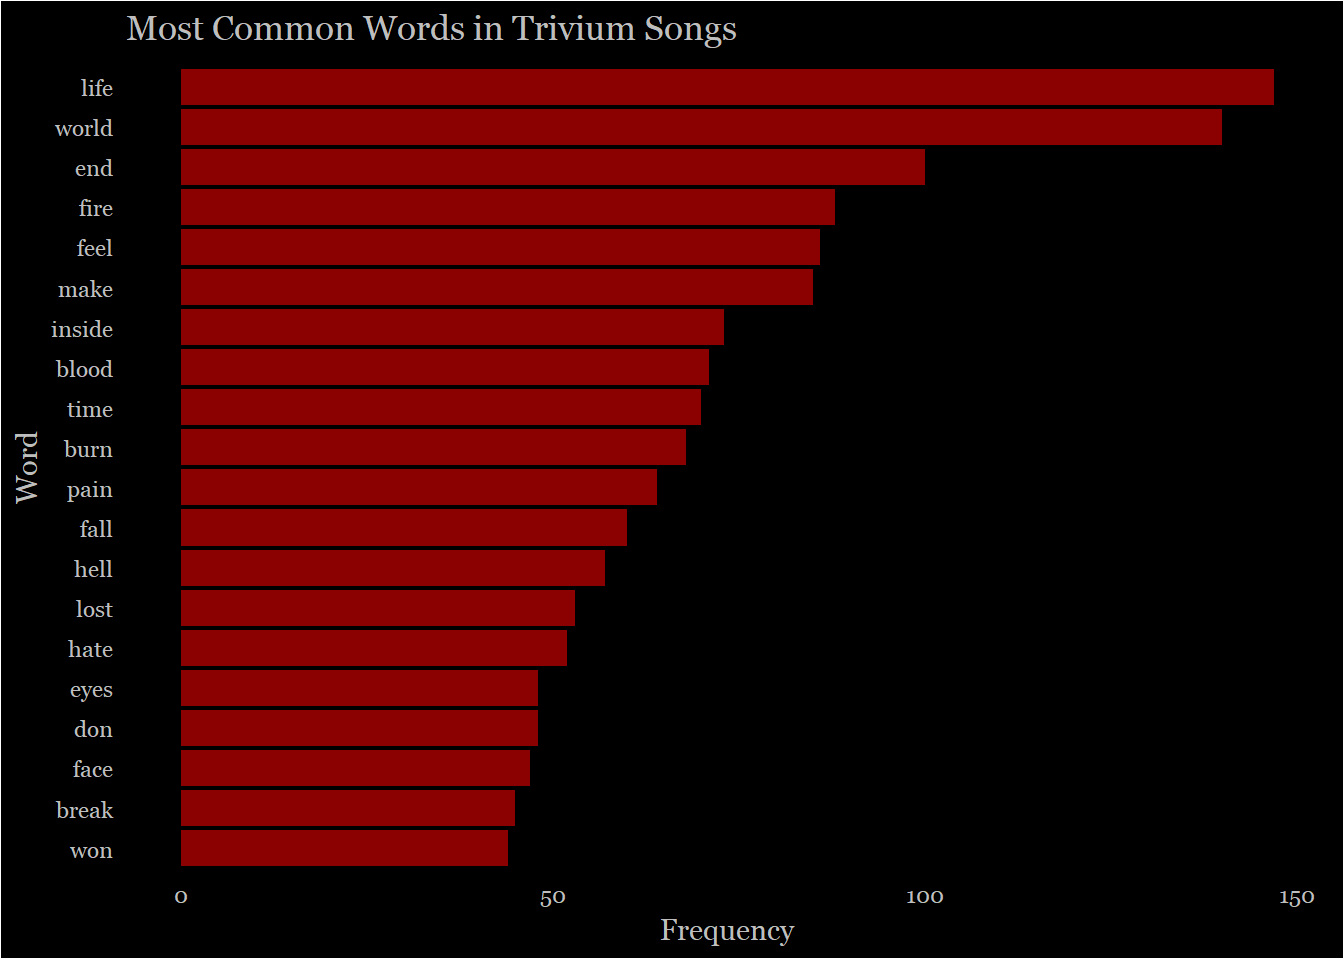 Most Common Words in Trivium Songs
life
world
end
fire
feel
make
inside
blood
time
burn
pain
fall
hell
lost
hate
eyes
don
face
break
won
Word
0 50 100 150
Frequency